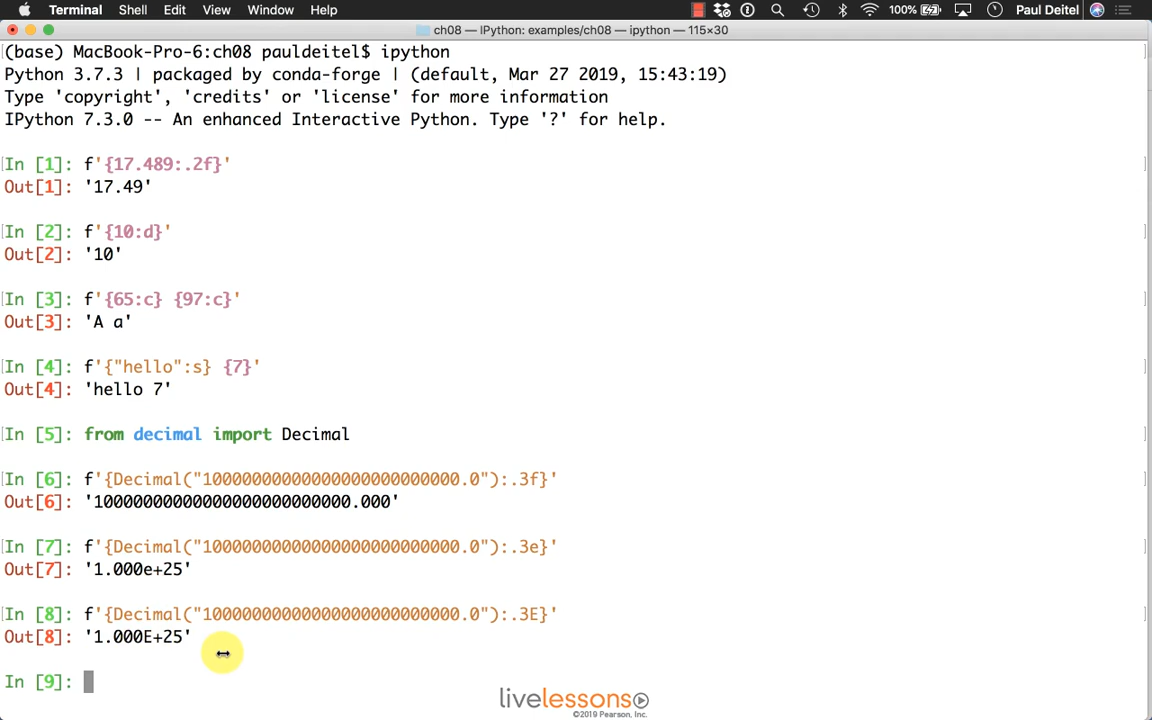 Terminal Shell Edit View Window Help 100% Paul Deitel
ch08 — IPython: examples/ch08 — ipython — 115×30
(base) MacBook-Pro-6:ch08 pauldeitel$ ipython
Python 3.7.3 | packaged by conda-forge | (default, Mar 27 2019, 15:43:19)
Type 'copyright', 'credits' or 'license' for more information
IPython 7.3.0 -- An enhanced Interactive Python. Type '?' for help.
In [1]: f'{17.489:.2f}'
Out[1]: '17.49'
In [2]: f'{10:d}'
Out[2]: '10'
In [3]: f'{65:c} {97:c}'
Out[3]: 'A a'
In [4]: f'{"hello":s} {7}'
Out[4]: 'hello 7'
In [5]: from decimal import Decimal
In [6]: f'{Decimal("10000000000000000000000000.0"):.3f}'
Out[6]: '10000000000000000000000000.000'
In [7]: f'{Decimal("10000000000000000000000000.0"):.3e}'
Out[7]: '1.000e+25'
In [8]: f'{Decimal("10000000000000000000000000.0"):.3E}'
Out[8]: '1.000E+25'
In [9]:
livelessons
©2019 Pearson, Inc.